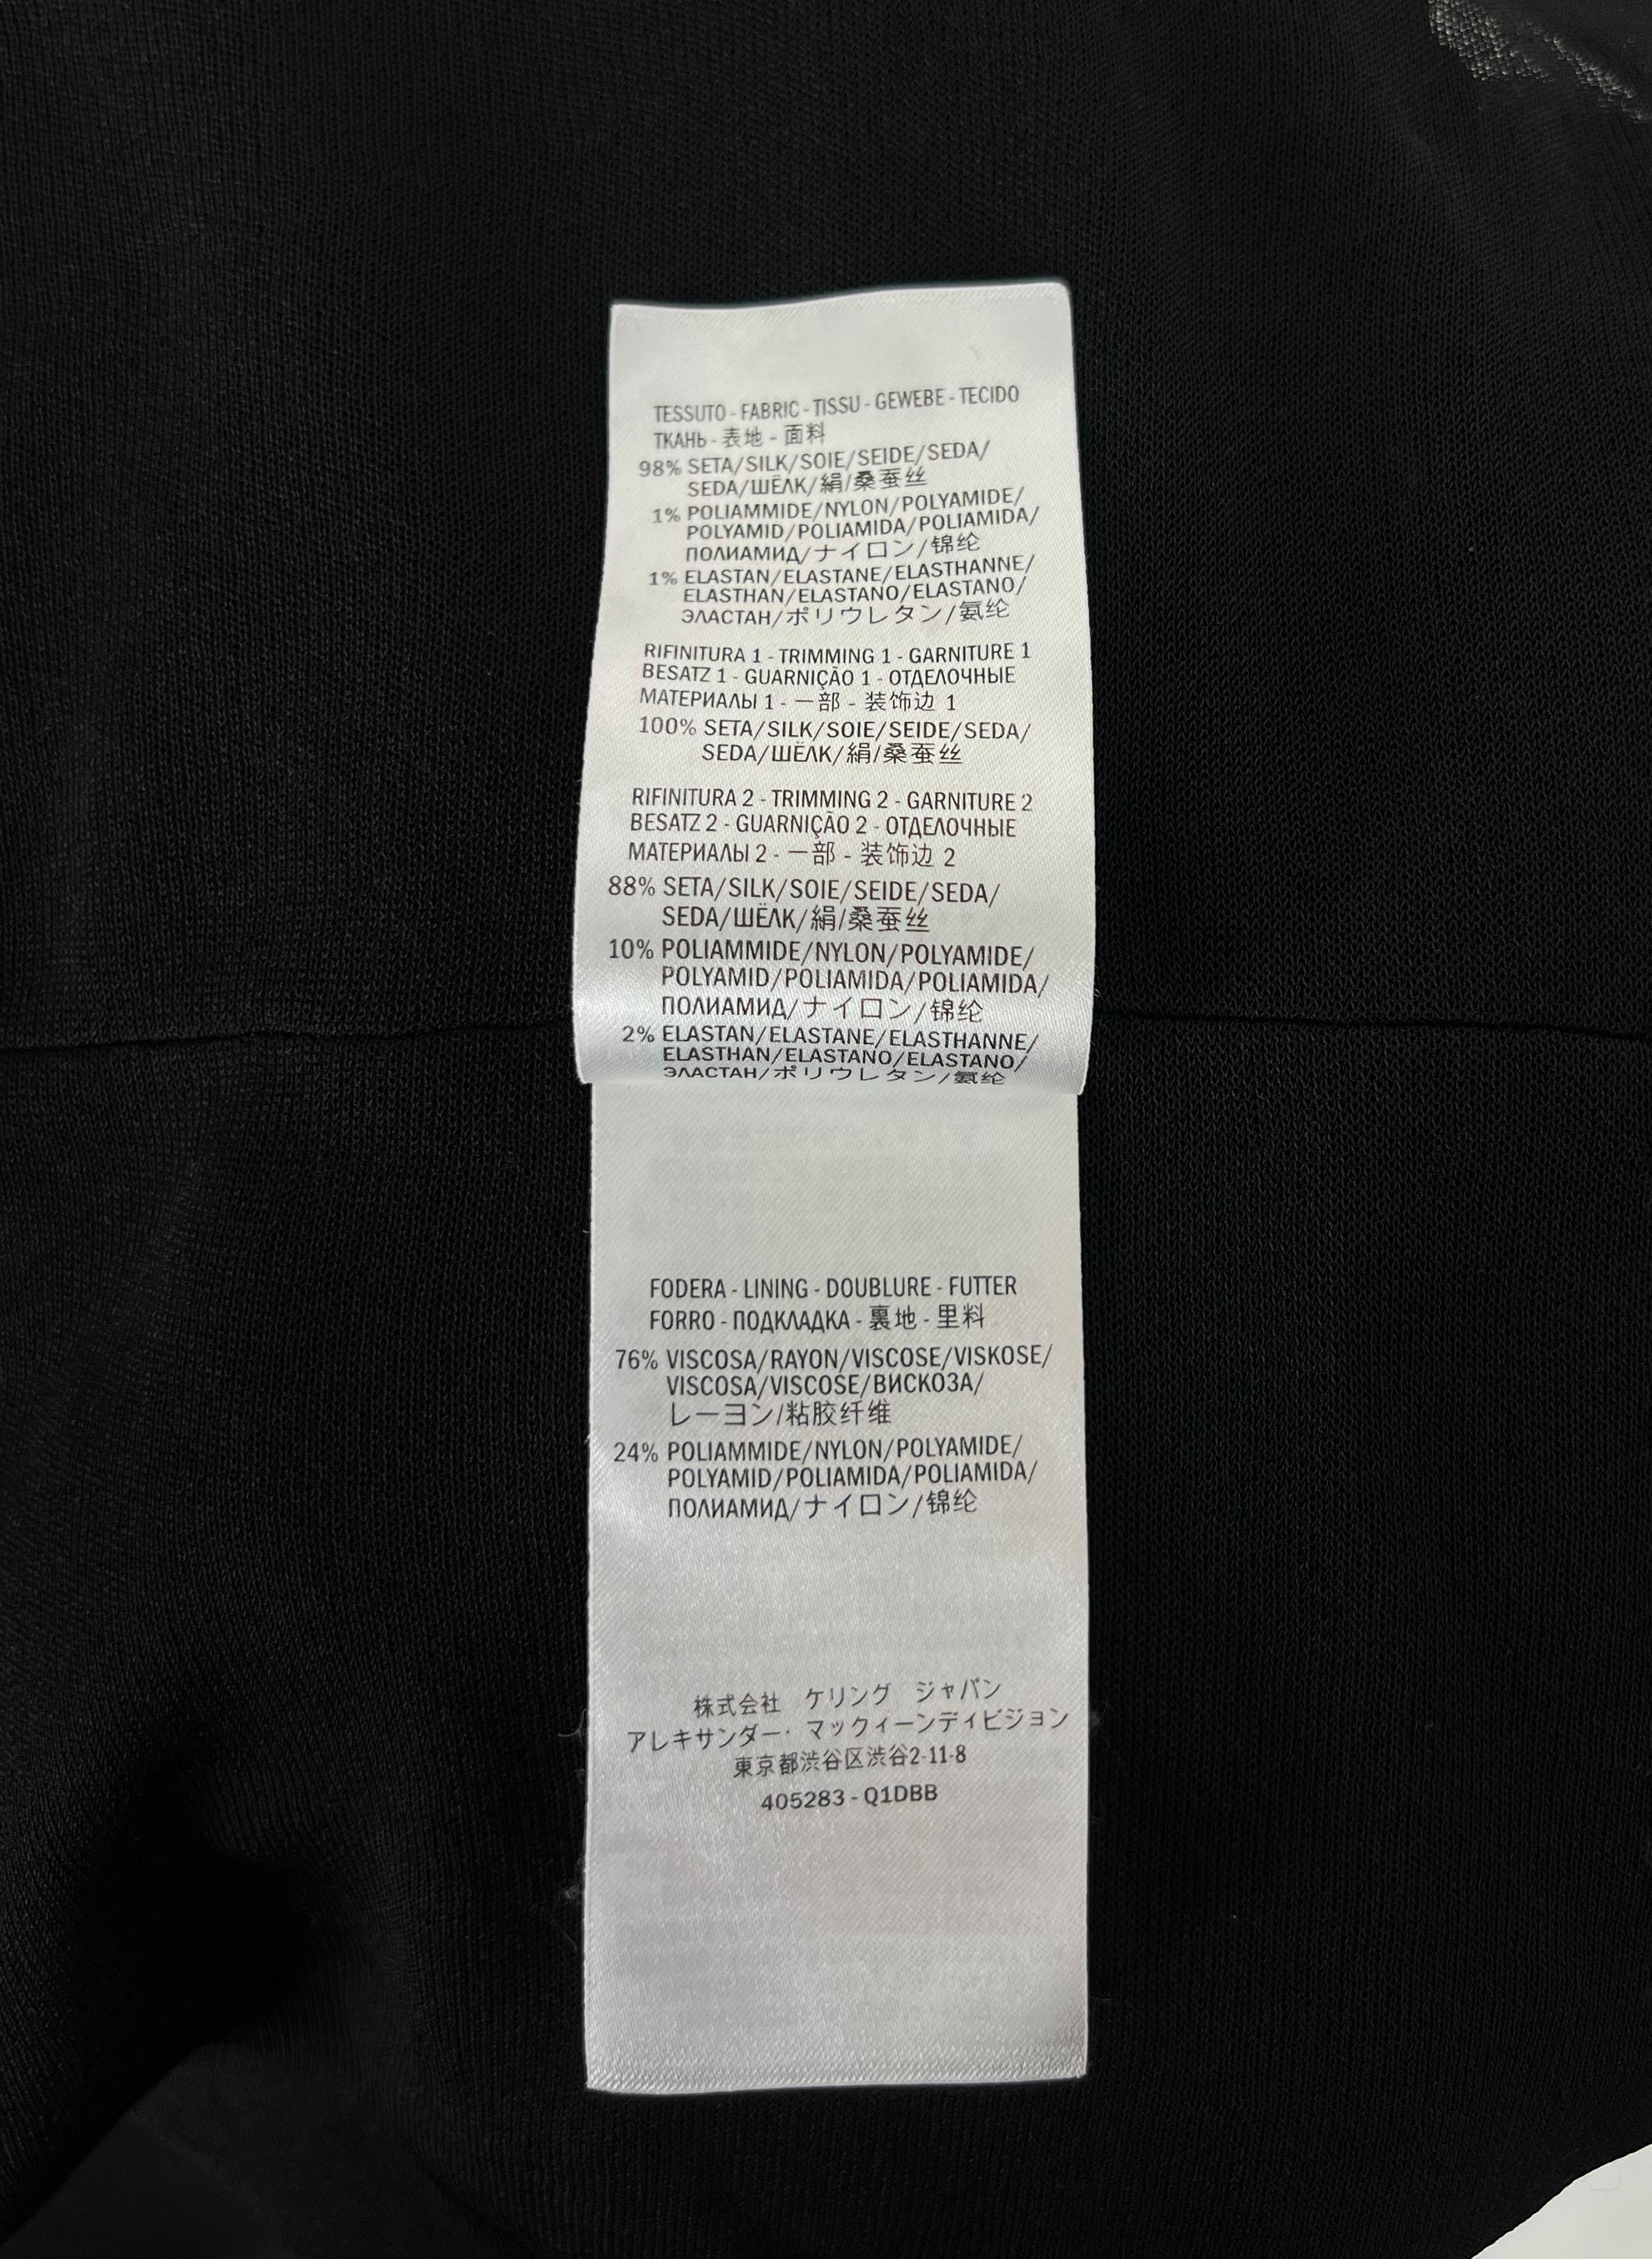 TESSUTO - FABRIC - TISSU - GEWEBE - TECIDO
ТКАНЬ - 表地 - 面料
98% SETA/SILK/SOIE/SEIDE/SEDA/
SEDA/ШЁЛК/絹/桑蚕丝
1% POLIAMMIDE/NYLON/POLYAMIDE/
POLYAMID/POLIAMIDA/POLIAMIDA/
ПОЛИАМИД/ナイロン/锦纶
1% ELASTAN/ELASTANE/ELASTHANNE/
ELASTHAN/ELASTANO/ELASTANO/
ЭЛАСТАН/ポリウレタン/氨纶
RIFINITURA 1 - TRIMMING 1 - GARNITURE 1
BESATZ 1 - GUARNIÇÃO 1 - ОТДЕЛОЧНЫЕ
МАТЕРИАЛЫ 1 - 一部 - 装饰边 1
100% SETA/SILK/SOIE/SEIDE/SEDA/
SEDA/ШЁЛК/絹/桑蚕丝
RIFINITURA 2 - TRIMMING 2 - GARNITURE 2
BESATZ 2 - GUARNIÇÃO 2 - ОТДЕЛОЧНЫЕ
МАТЕРИАЛЫ 2 - 一部 - 装饰边 2
88% SETA/SILK/SOIE/SEIDE/SEDA/
SEDA/ШЁЛК/絹/桑蚕丝
10% POLIAMMIDE/NYLON/POLYAMIDE/
POLYAMID/POLIAMIDA/POLIAMIDA/
ПОЛИАМИД/ナイロン/锦纶
2% ELASTAN/ELASTANE/ELASTHANNE/
ELASTHAN/ELASTANO/ELASTANO/
ЭЛАСТАН/ポリウレタン/氨纶
FODERA - LINING - DOUBLURE - FUTTER
FORRO - ПОДКЛАДКА - 裏地 - 里料
76% VISCOSA/RAYON/VISCOSE/VISKOSE/
VISCOSA/VISCOSE/ВИСКОЗА/
レーヨン/粘胶纤维
24% POLIAMMIDE/NYLON/POLYAMIDE/
POLYAMID/POLIAMIDA/POLIAMIDA/
ПОЛИАМИД/ナイロン/锦纶
株式会社 ケリング ジャパン
アレキサンダー・マックィーンディビジョン
東京都渋谷区渋谷2-11-8
405283 - Q1DBB